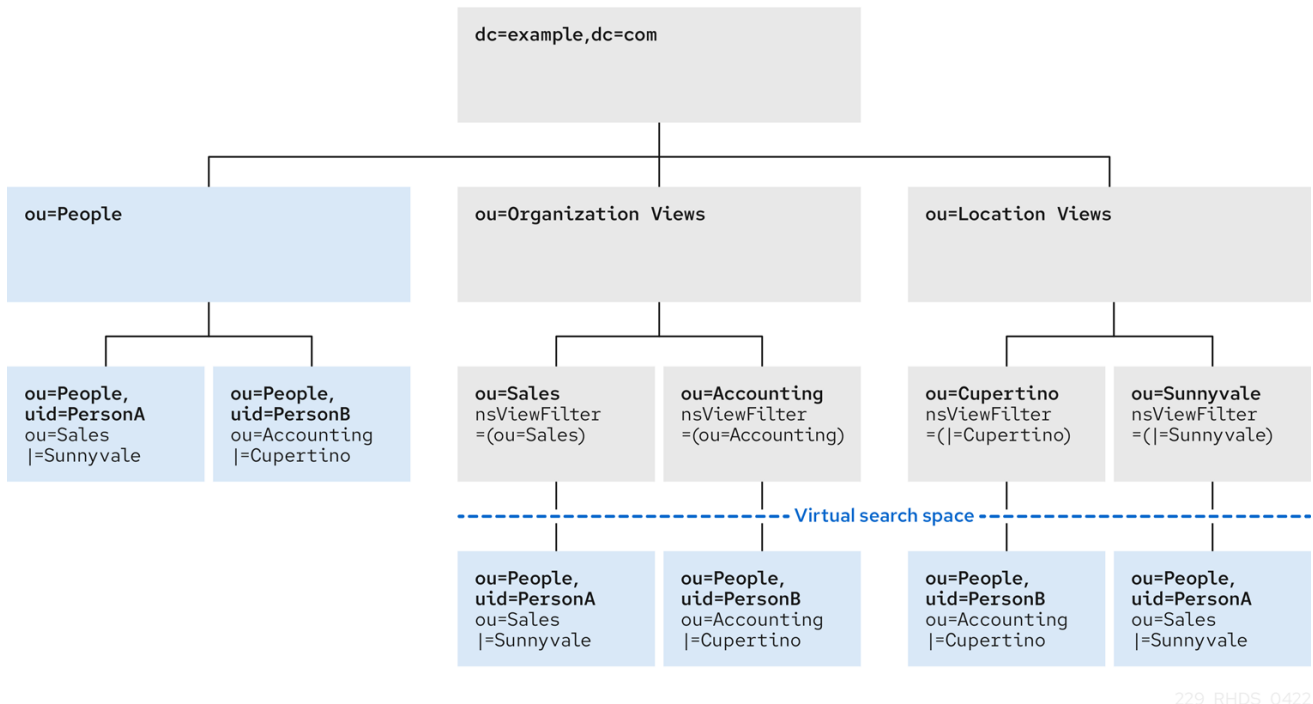 dc=example,dc=com
ou=People
ou=Organization Views
ou=Location Views
ou=People,
uid=PersonA
ou=Sales
|=Sunnyvale
ou=People,
uid=PersonB
ou=Accounting
|=Cupertino
ou=Sales
nsViewFilter
=(ou=Sales)
ou=Accounting
nsViewFilter
=(ou=Accounting)
ou=Cupertino
nsViewFilter
=(|=Cupertino)
ou=Sunnyvale
nsViewFilter
=(|=Sunnyvale)
Virtual search space
ou=People,
uid=PersonA
ou=Sales
|=Sunnyvale
ou=People,
uid=PersonB
ou=Accounting
|=Cupertino
ou=People,
uid=PersonB
ou=Accounting
|=Cupertino
ou=People,
uid=PersonA
ou=Sales
|=Sunnyvale
229_RHDS_0422